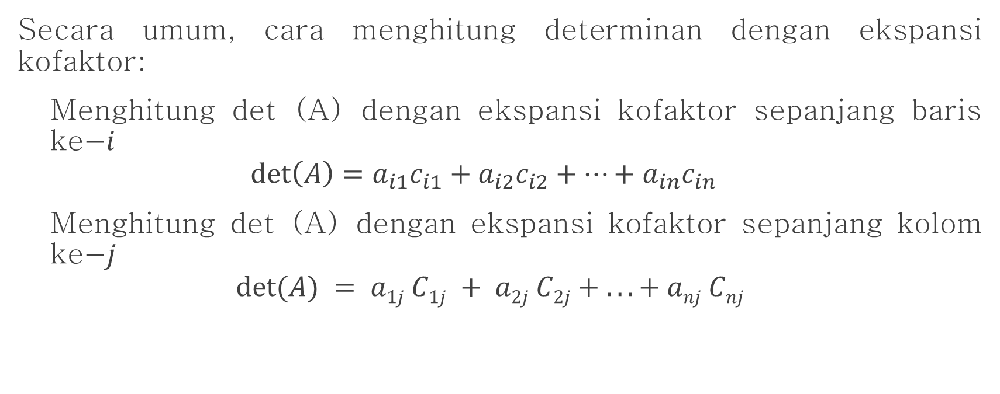 Secara umum, cara menghitung determinan dengan ekspansi
kofaktor:
Menghitung det (A) dengan ekspansi kofaktor sepanjang baris
ke−i
det(A) = a_{i1}c_{i1} + a_{i2}c_{i2} + ⋯ + a_{in}c_{in}
Menghitung det (A) dengan ekspansi kofaktor sepanjang kolom
ke−j
det(A) = a_{1j} C_{1j} + a_{2j} C_{2j} + ... + a_{nj} C_{nj}